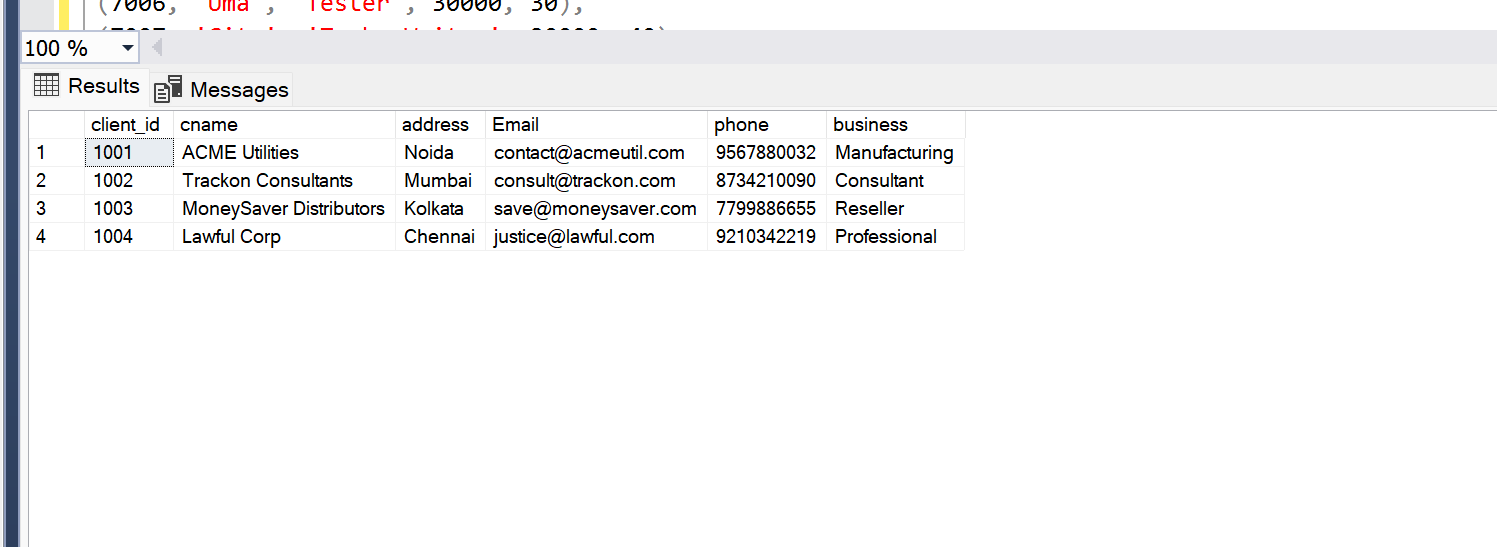 (7006, 'Uma', 'Tester', 30000, 30),
100 %
Results Messages
client_id cname address Email phone business
1 1001 ACME Utilities Noida contact@acmeutil.com 9567880032 Manufacturing
2 1002 Trackon Consultants Mumbai consult@trackon.com 8734210090 Consultant
3 1003 MoneySaver Distributors Kolkata save@moneysaver.com 7799886655 Reseller
4 1004 Lawful Corp Chennai justice@lawful.com 9210342219 Professional